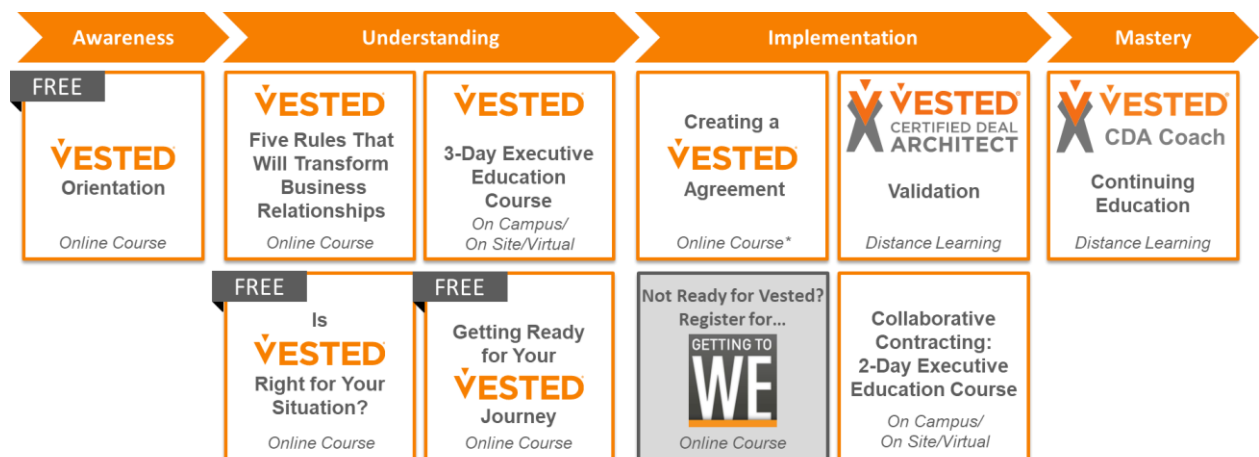 Awareness
Understanding
Implementation
Mastery
FREE
VESTED
Orientation
Online Course
VESTED
Five Rules That
Will Transform
Business
Relationships
Online Course
VESTED
3-Day Executive
Education
Course
On Campus/
On Site/Virtual
Creating a
VESTED
Agreement
Online Course*
VESTED®
CERTIFIED DEAL
ARCHITECT
Validation
Distance Learning
VESTED®
CDA Coach
Continuing
Education
Distance Learning
FREE
Is
VESTED
Right for Your
Situation?
Online Course
FREE
Getting Ready
for Your
VESTED
Journey
Online Course
Not Ready for Vested?
Register for...
GETTING TO
WE
Online Course
Collaborative
Contracting:
2-Day Executive
Education Course
On Campus/
On Site/Virtual